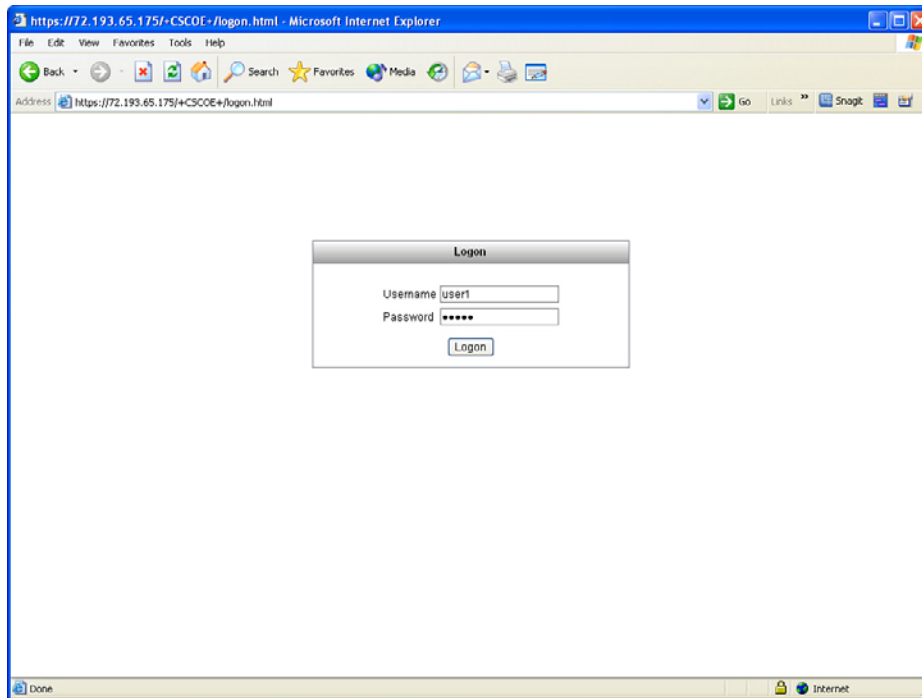 https://72.193.65.175/+CSCOE+/logon.html - Microsoft Internet Explorer
File Edit View Favorites Tools Help
Back Search Favorites Media
Address https://72.193.65.175/+CSCOE+/logon.html Go Links » SnagIt
Logon
Username user1
Password •••••
Logon
Done Internet